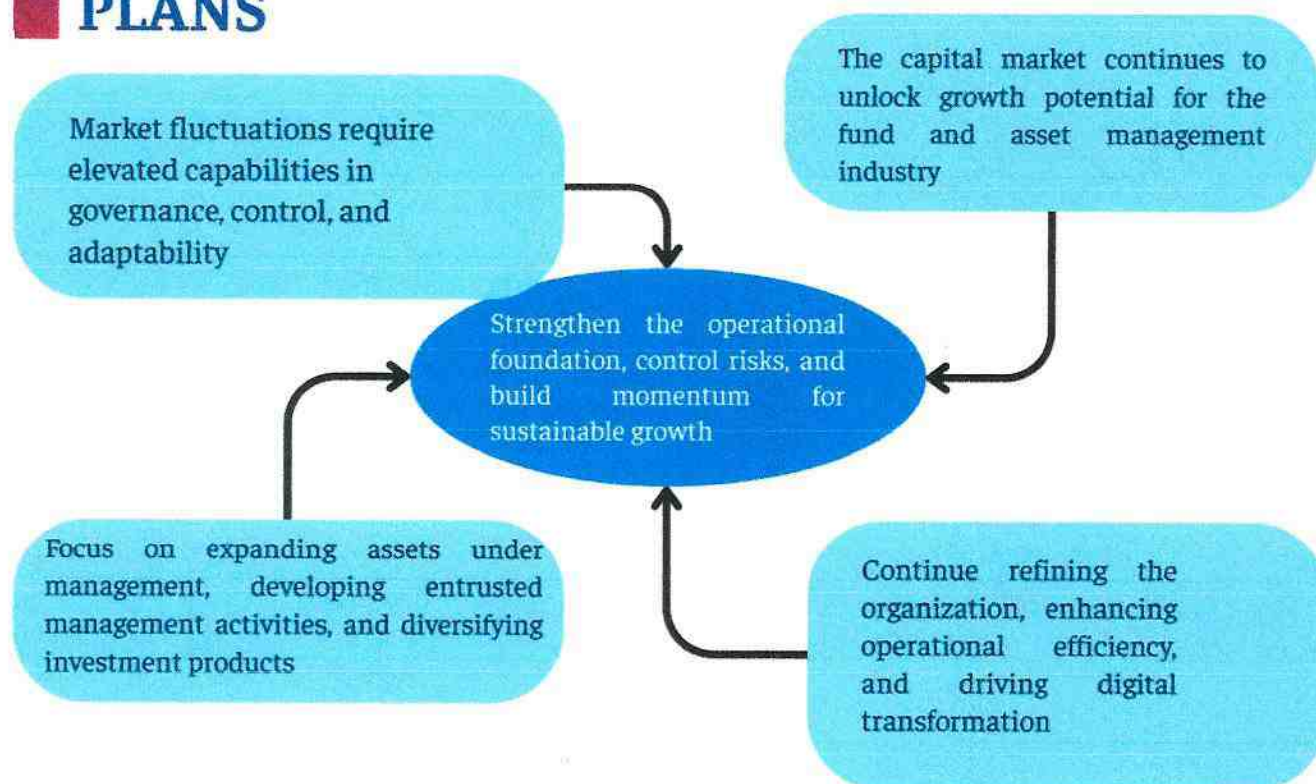 PLANS
Market fluctuations require
elevated capabilities in
governance, control, and
adaptability
The capital market continues to
unlock growth potential for the
fund and asset management
industry
Strengthen the operational
foundation, control risks, and
build momentum for
sustainable growth
Focus on expanding assets under
management, developing entrusted
management activities, and diversifying
investment products
Continue refining the
organization, enhancing
operational efficiency,
and driving digital
transformation